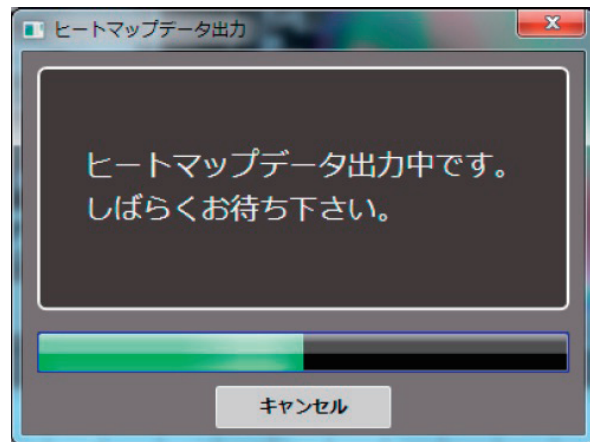 ヒートマップデータ出力
ヒートマップデータ出力中です。
しばらくお待ち下さい。
キャンセル